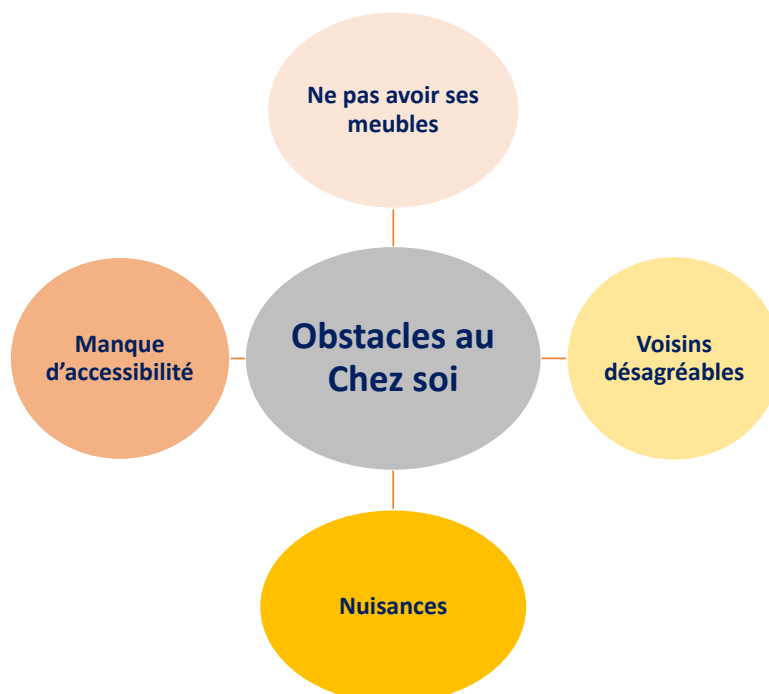 Ne pas avoir ses
meubles
Manque
d’accessibilité
Obstacles au
Chez soi
Voisins
désagréables
Nuisances